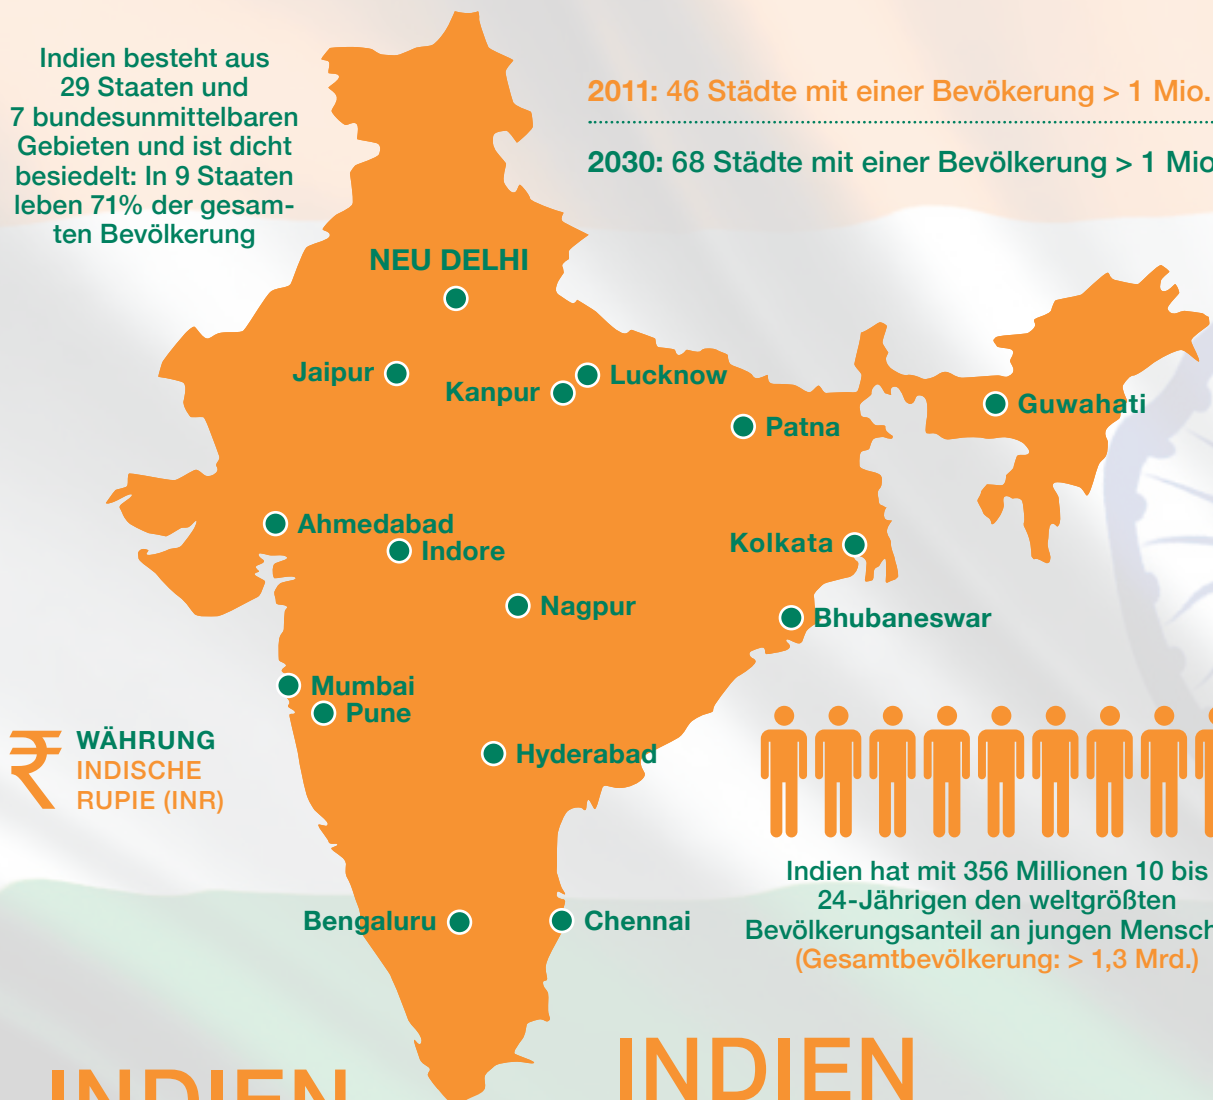 Indien besteht aus
29 Staaten und
7 bundesunmittelbaren
Gebieten und ist dicht
besiedelt: In 9 Staaten
leben 71% der gesam-
ten Bevölkerung
2011: 46 Städte mit einer Bevökerung > 1 Mio.
2030: 68 Städte mit einer Bevölkerung > 1 Mio
NEU DELHI
Jaipur
Kanpur
Lucknow
Patna
Guwahati
Ahmedabad
Indore
Kolkata
Nagpur
Bhubaneswar
Mumbai
Pune
Hyderabad
₹ WÄHRUNG
INDISCHE
RUPIE (INR)
Bengaluru
Chennai
Indien hat mit 356 Millionen 10 bis
24-Jährigen den weltgrößten
Bevölkerungsanteil an jungen Mensch
(Gesamtbevölkerung: > 1,3 Mrd.)
INDIEN
INDIEN